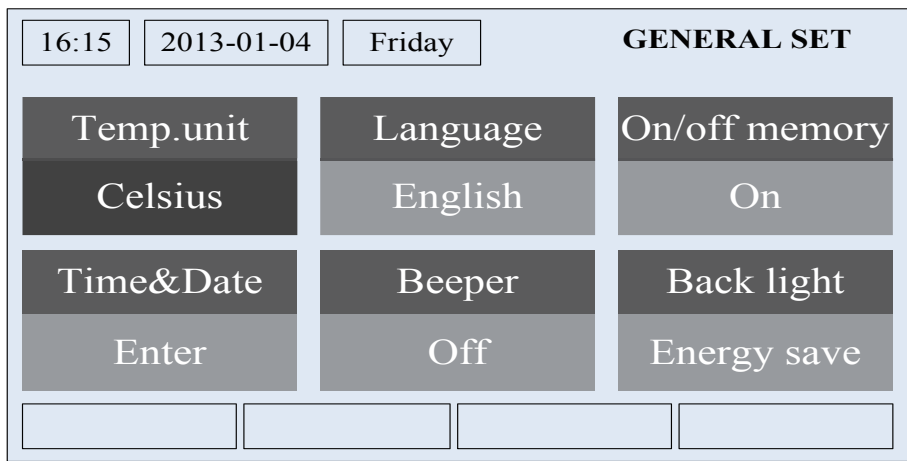 16:15 2013-01-04 Friday GENERAL SET
Temp.unit Language On/off memory
Celsius English On
Time&Date Beeper Back light
Enter Off Energy save